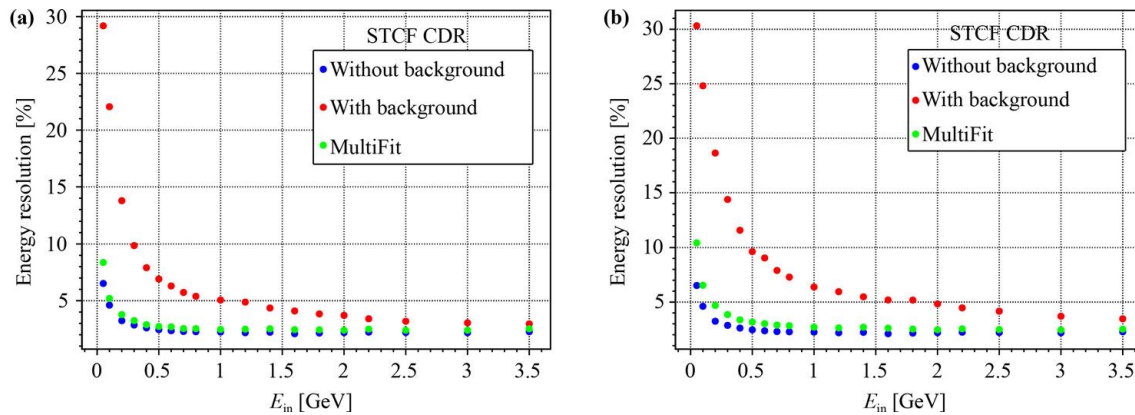 (a)
STCF CDR
Without background
With background
MultiFit
Energy resolution [%]
30
25
20
15
10
5
0 0.5 1 1.5 2 2.5 3 3.5
E_in [GeV]
(b)
STCF CDR
Without background
With background
MultiFit
Energy resolution [%]
30
25
20
15
10
5
0 0.5 1 1.5 2 2.5 3 3.5
E_in [GeV]